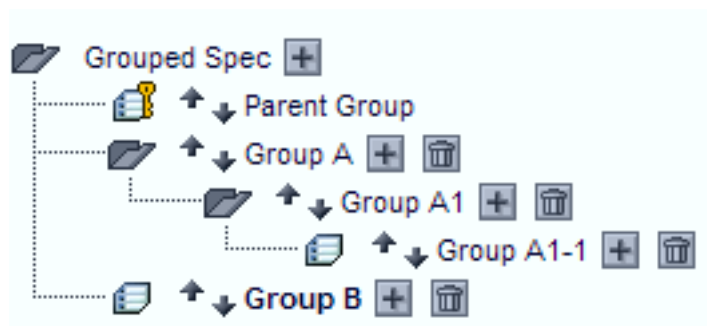 Grouped Spec
Parent Group
Group A
Group A1
Group A1-1
Group B